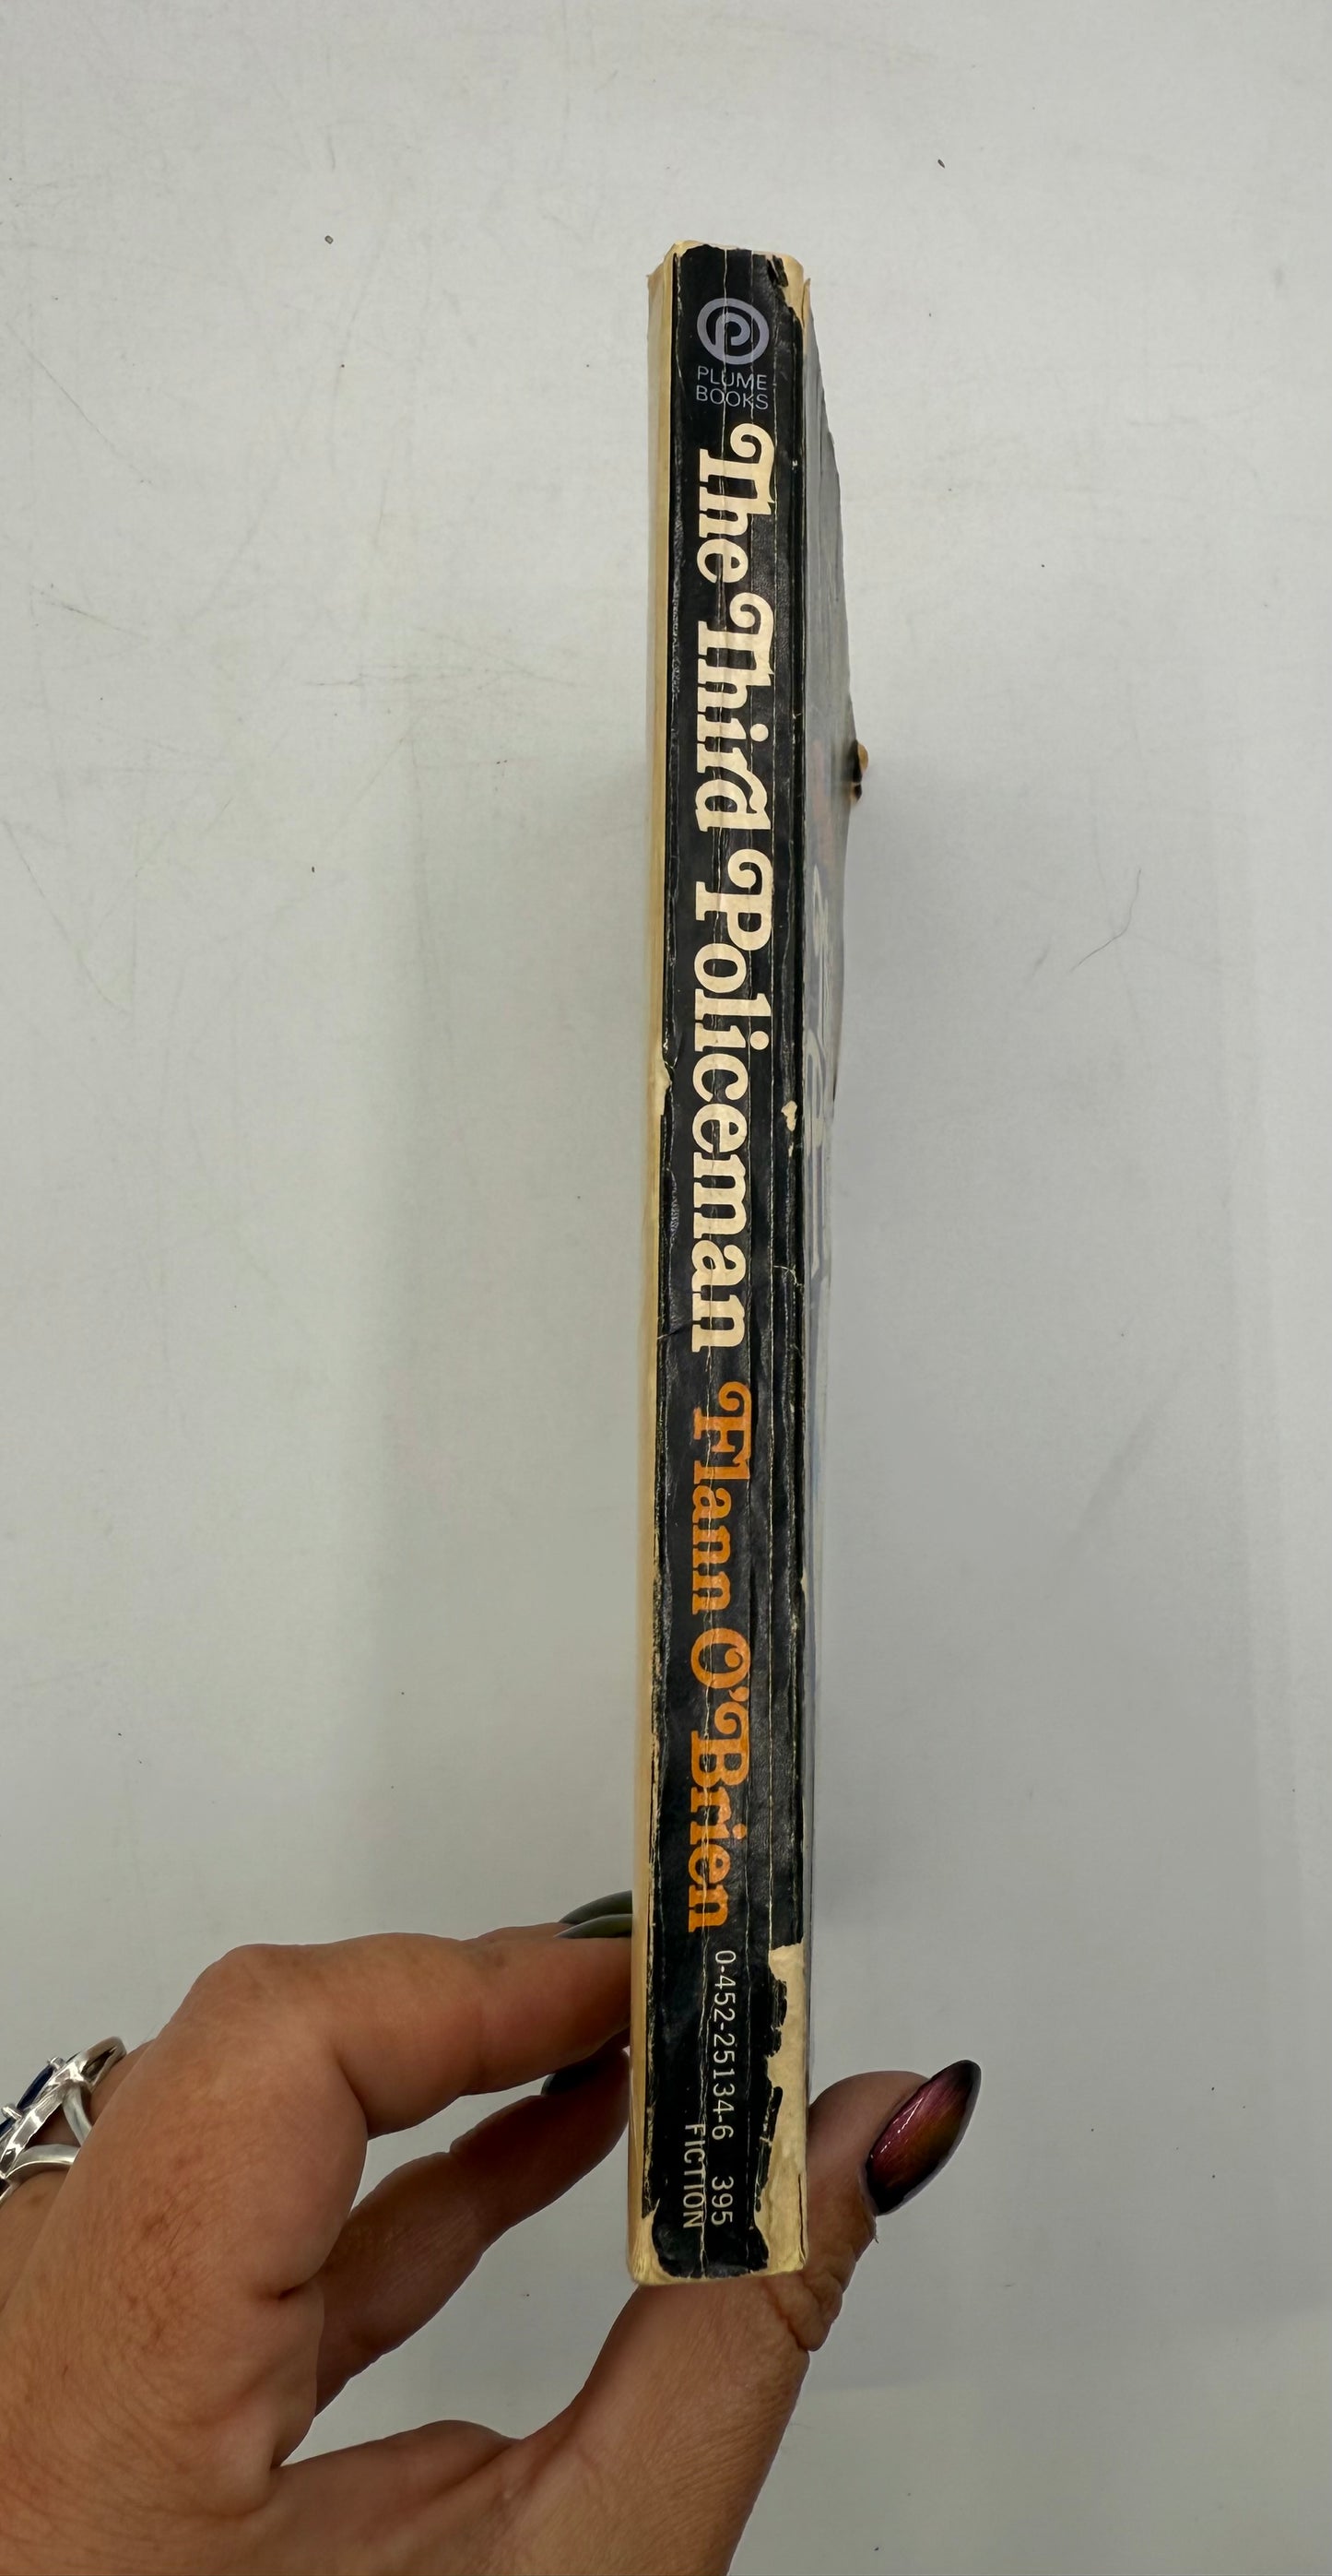 PLUME
BOOKS
The Third Policeman Flann O'Brien
0-452-25134-6 395
FICTION